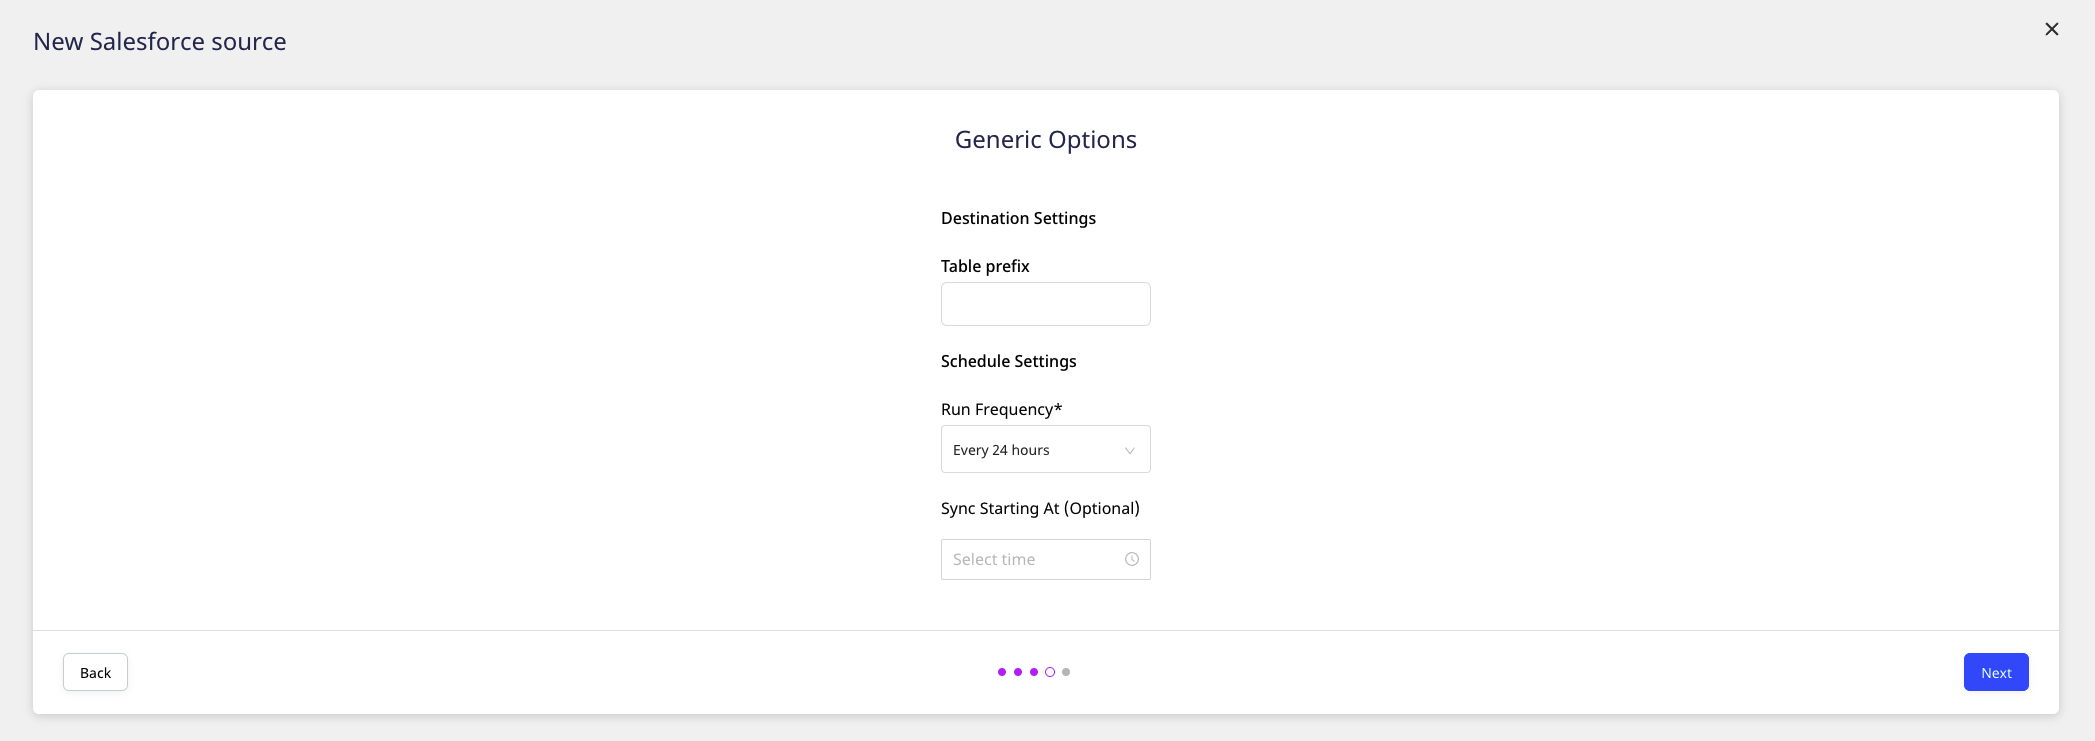 New Salesforce source
Generic Options
Destination Settings
Table prefix
Schedule Settings
Run Frequency*
Every 24 hours
Sync Starting At (Optional)
Select time
Back
Next